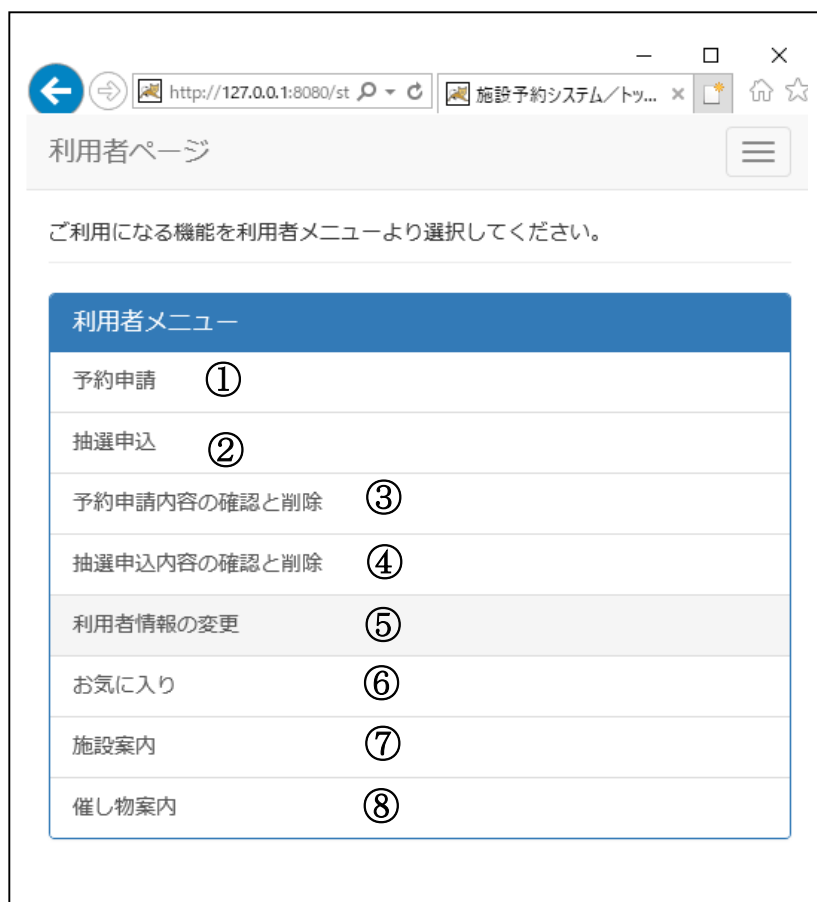 http://127.0.0.1:8080/st 施設予約システム/トッ...
利用者ページ
ご利用になる機能を利用者メニューより選択してください。
利用者メニュー
予約申請 ①
抽選申込 ②
予約申請内容の確認と削除 ③
抽選申込内容の確認と削除 ④
利用者情報の変更 ⑤
お気に入り ⑥
施設案内 ⑦
催し物案内 ⑧